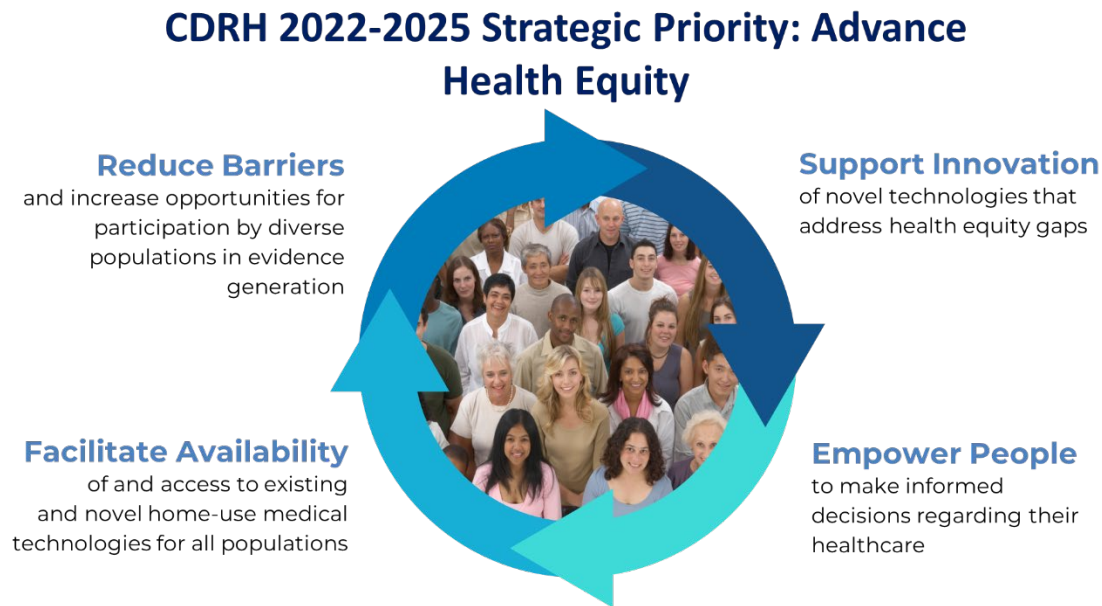 CDRH 2022-2025 Strategic Priority: Advance
Health Equity
Reduce Barriers
and increase opportunities for
participation by diverse
populations in evidence
generation
Support Innovation
of novel technologies that
address health equity gaps
Facilitate Availability
of and access to existing
and novel home-use medical
technologies for all populations
Empower People
to make informed
decisions regarding their
healthcare